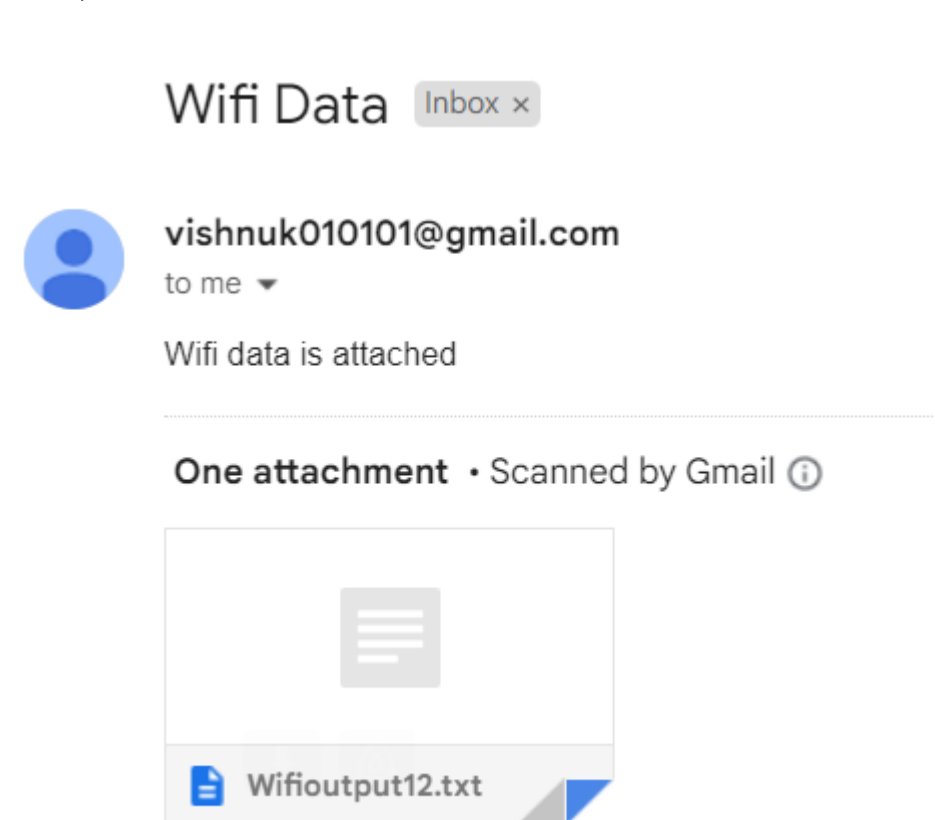 Wifi Data Inbox ×
vishnuk010101@gmail.com
to me
Wifi data is attached
One attachment • Scanned by Gmail
Wifioutput12.txt